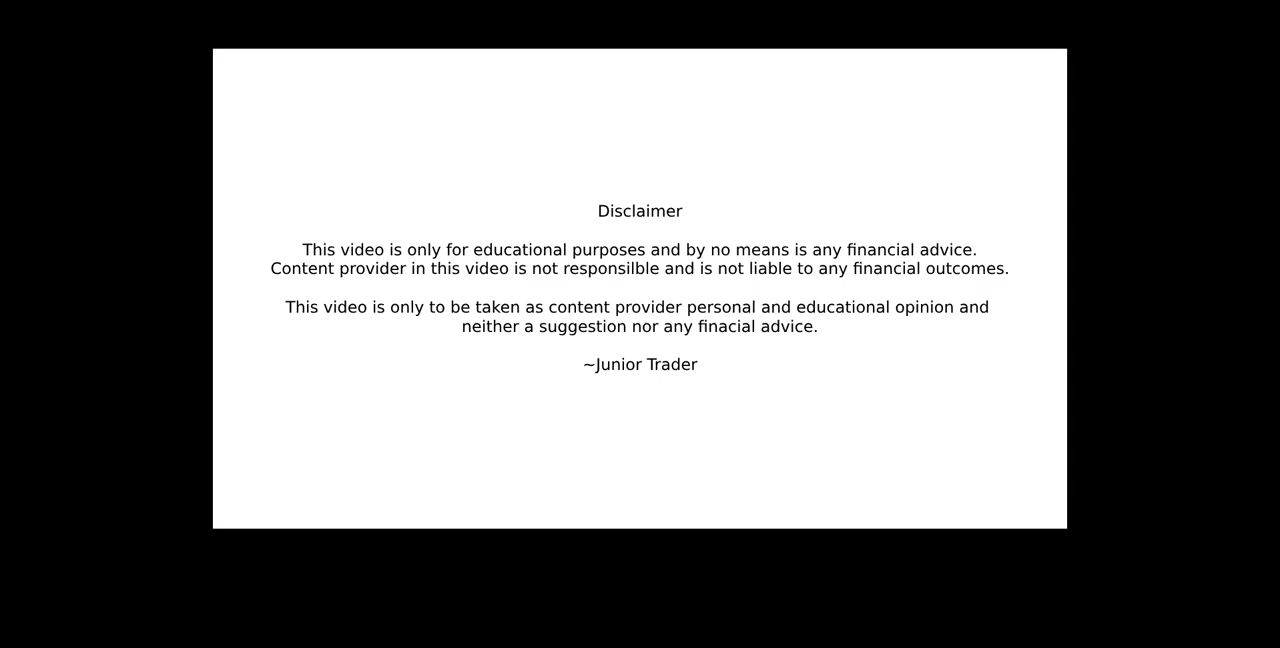 Disclaimer
This video is only for educational purposes and by no means is any financial advice.
Content provider in this video is not responsilble and is not liable to any financial outcomes.
This video is only to be taken as content provider personal and educational opinion and
neither a suggestion nor any finacial advice.
~Junior Trader